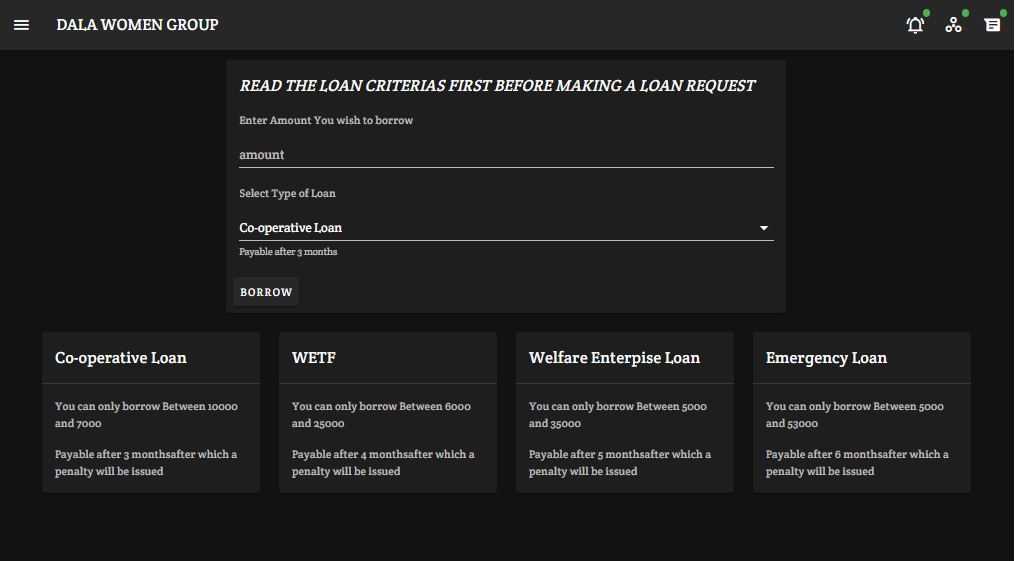 DALA WOMEN GROUP
READ THE LOAN CRITERIAS FIRST BEFORE MAKING A LOAN REQUEST
Enter Amount You wish to borrow
amount
Select Type of Loan
Co-operative Loan
Payable after 3 months
BORROW
Co-operative Loan
You can only borrow Between 10000
and 7000
Payable after 3 monthsafter which a
penalty will be issued
WETF
You can only borrow Between 6000
and 25000
Payable after 4 monthsafter which a
penalty will be issued
Welfare Enterpise Loan
You can only borrow Between 5000
and 35000
Payable after 5 monthsafter which a
penalty will be issued
Emergency Loan
You can only borrow Between 5000
and 53000
Payable after 6 monthsafter which a
penalty will be issued